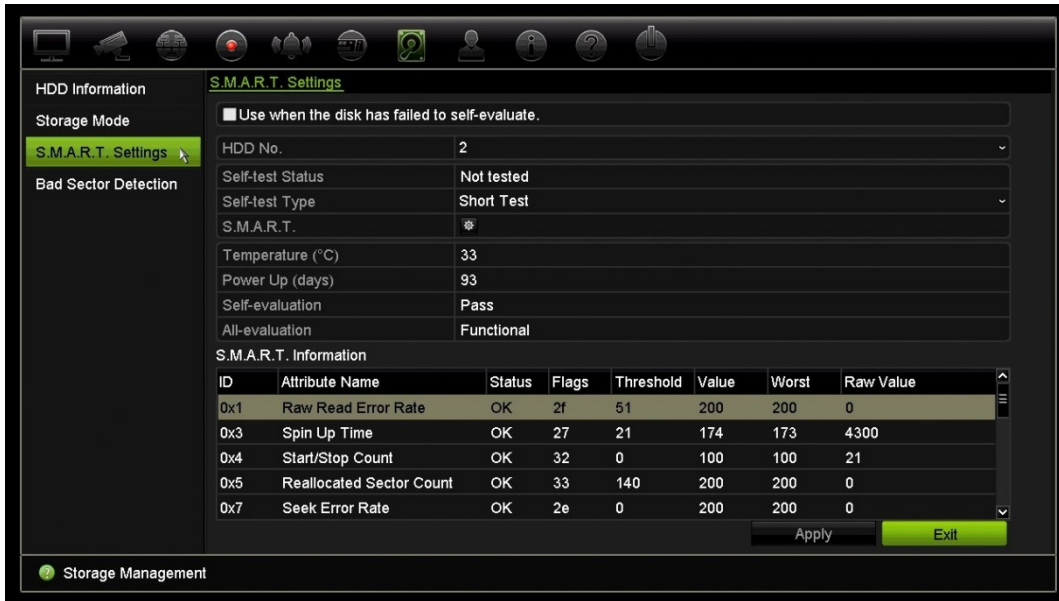 HDD Information
Storage Mode
S.M.A.R.T. Settings
Bad Sector Detection
S.M.A.R.T. Settings
Use when the disk has failed to self-evaluate.
HDD No. 2
Self-test Status Not tested
Self-test Type Short Test
S.M.A.R.T.
Temperature (°C) 33
Power Up (days) 93
Self-evaluation Pass
All-evaluation Functional
S.M.A.R.T. Information
ID Attribute Name Status Flags Threshold Value Worst Raw Value
0x1 Raw Read Error Rate OK 2f 51 200 200 0
0x3 Spin Up Time OK 27 21 174 173 4300
0x4 Start/Stop Count OK 32 0 100 100 21
0x5 Reallocated Sector Count OK 33 140 200 200 0
0x7 Seek Error Rate OK 2e 0 200 200 0
Apply Exit
Storage Management